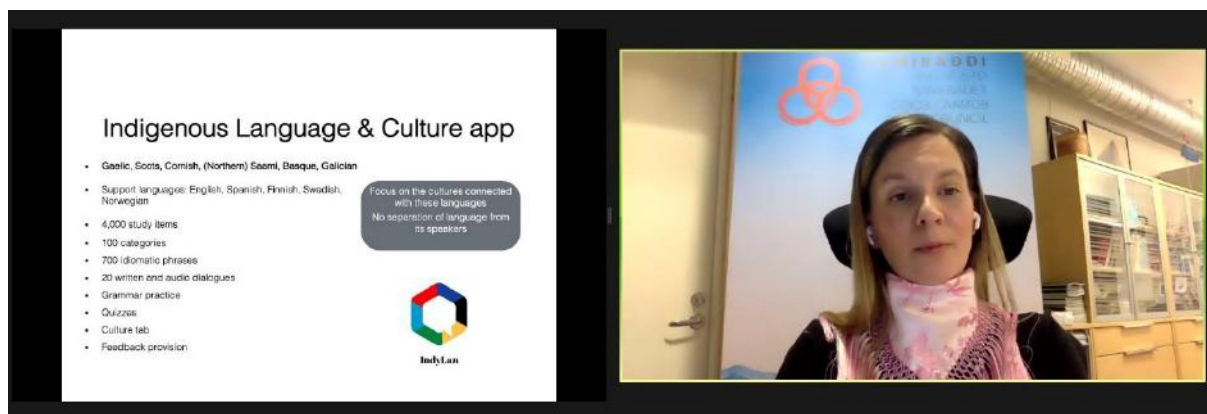 Indigenous Language & Culture app
Gaelic, Scots, Cornish, (Northern) Saami, Basque, Galician
Support languages: English, Spanish, Finnish, Swedish,
Norwegian
4,000 study items
100 categories
700 idiomatic phrases
20 written and audio dialogues
Grammar practice
Quizzes
Culture tab
Feedback provision
Focus on the cultures connected
with these languages
No separation of language from
its speakers
IndyLan
COUNCIL